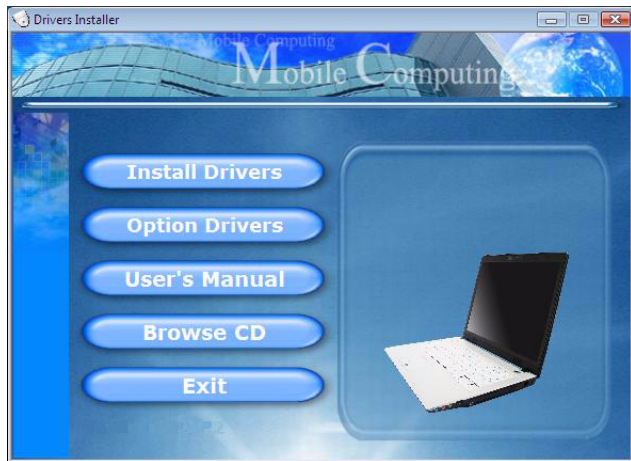 Drivers Installer
Mobile Computing
Mobile Computing
Install Drivers
Option Drivers
User's Manual
Browse CD
Exit